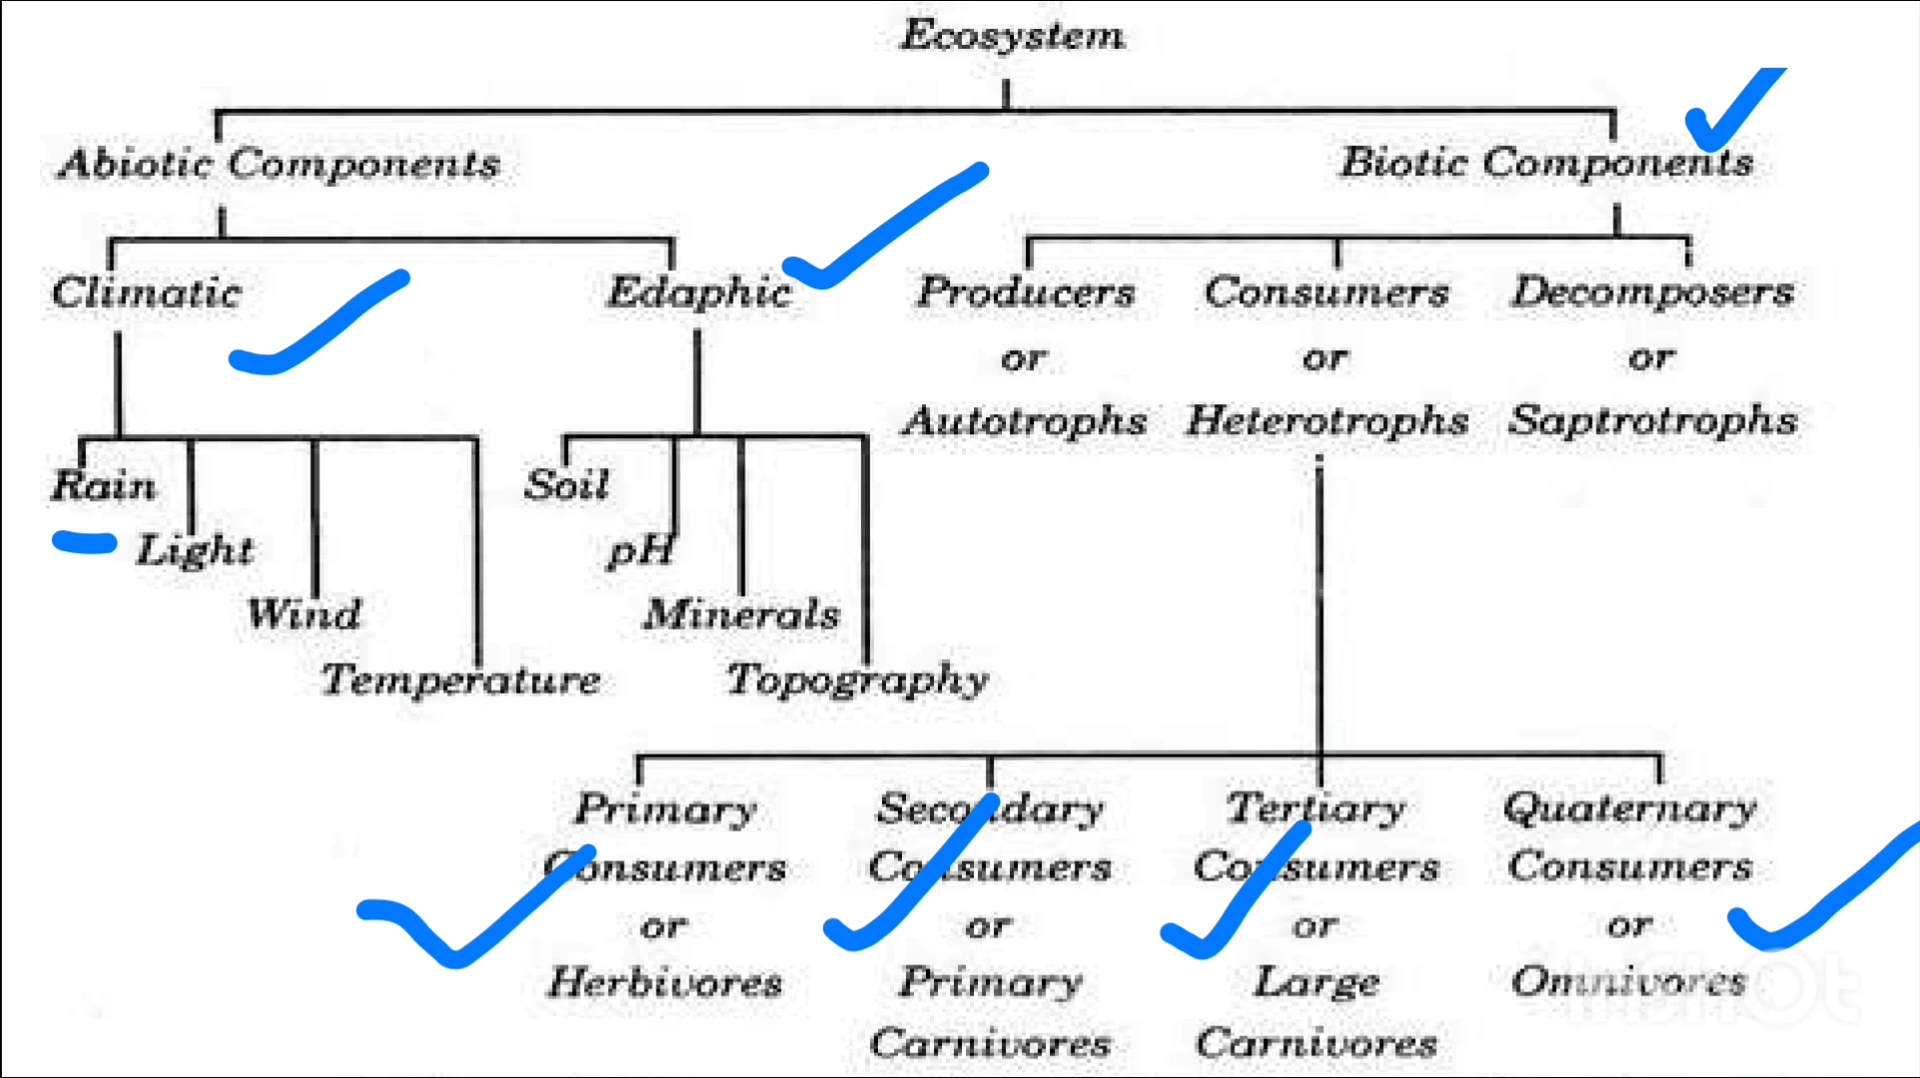 Ecosystem
Abiotic Components
Biotic Components
Climatic
Edaphic
Producers
or
Autotrophs
Consumers
or
Heterotrophs
Decomposers
or
Saptrotrophs
Rain
Light
Wind
Temperature
Soil
pH
Minerals
Topography
Primary
Consumers
or
Herbivores
Secondary
Consumers
or
Primary
Carnivores
Tertiary
Consumers
or
Large
Carnivores
Quaternary
Consumers
or
Omnivores
InShot